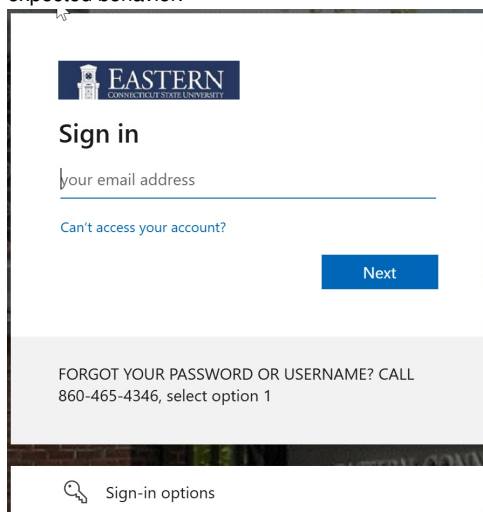 expected behavior.
EASTERN
CONNECTICUT STATE UNIVERSITY
Sign in
your email address
Can't access your account?
Next
FORGOT YOUR PASSWORD OR USERNAME? CALL
860-465-4346, select option 1
Sign-in options